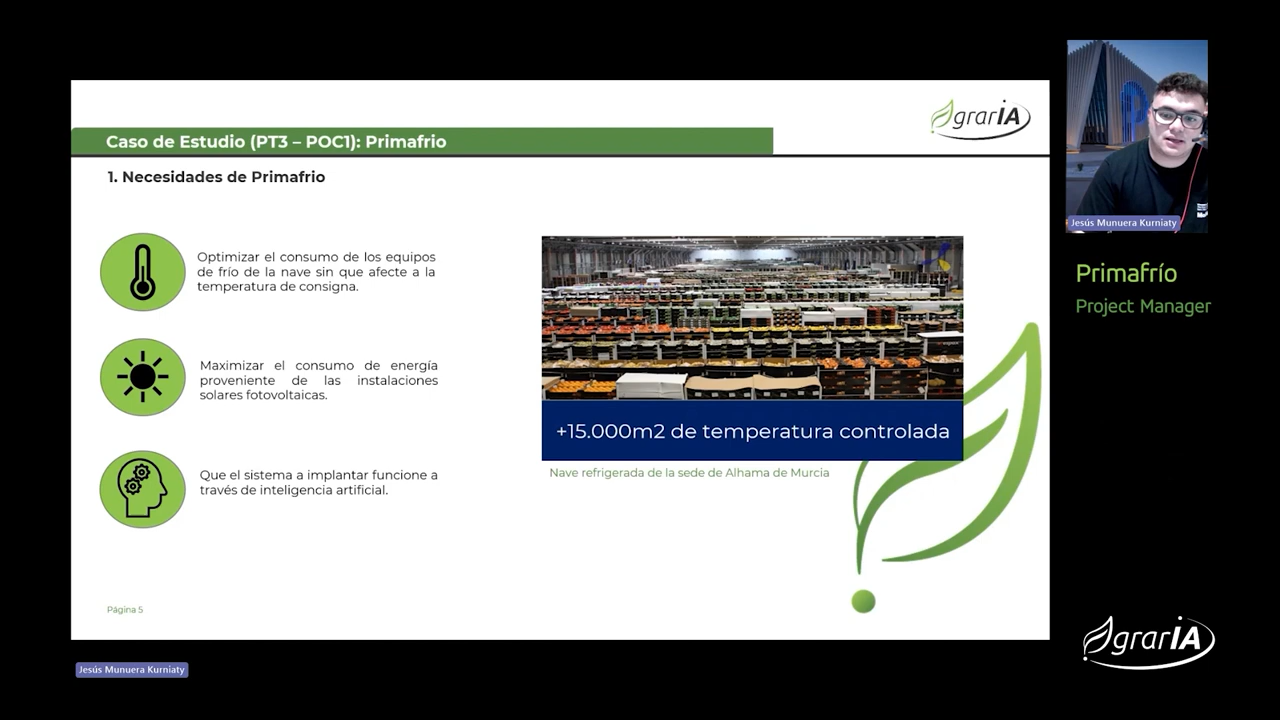 AgrarIA
Caso de Estudio (PT3 – POC1): Primafrio
1. Necesidades de Primafrio
Optimizar el consumo de los equipos
de frío de la nave sin que afecte a la
temperatura de consigna.
Maximizar el consumo de energía
proveniente de las instalaciones
solares fotovoltaicas.
Que el sistema a implantar funcione a
través de inteligencia artificial.
+15.000m2 de temperatura controlada
Nave refrigerada de la sede de Alhama de Murcia
Página 5
Jesús Munuera Kurniaty
Jesús Munuera Kurniaty
Primafrío
Project Manager
AgrarIA